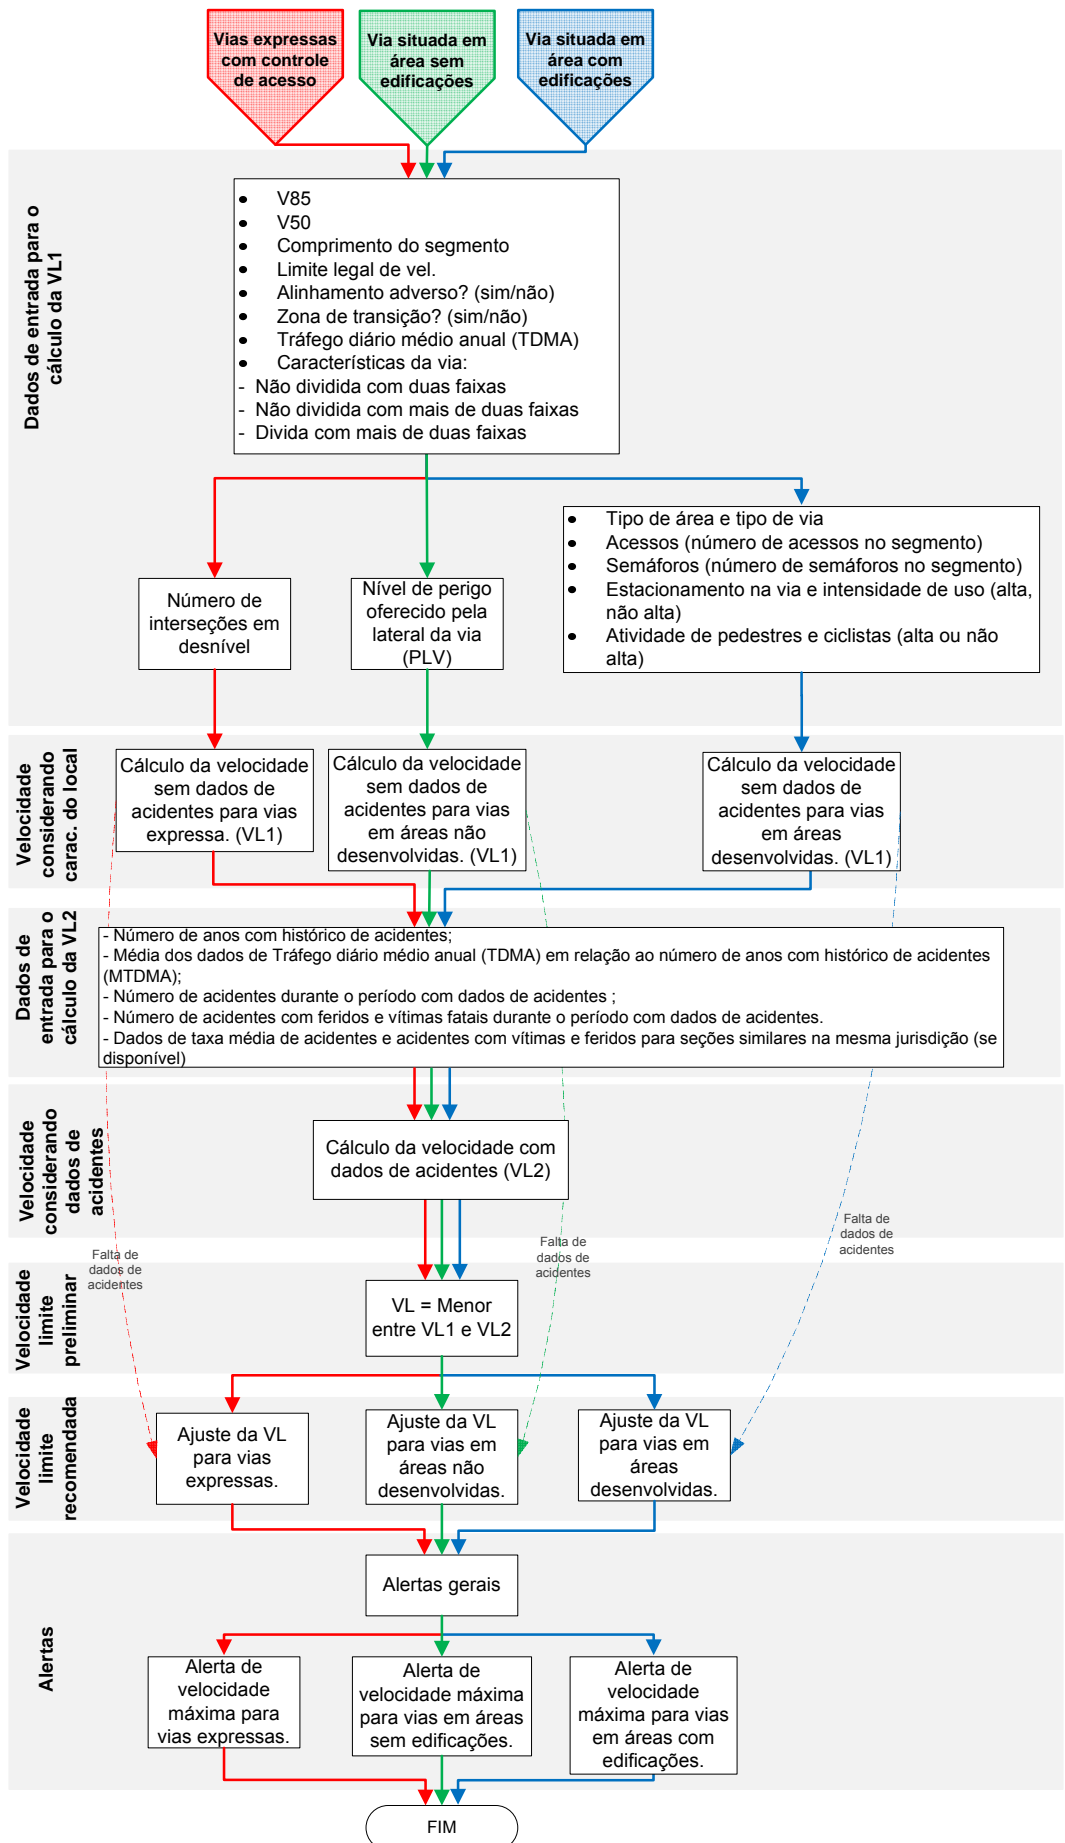 Vias expressas
com controle
de acesso
Via situada em
área sem
edificações
Via situada em
área com
edificações
Dados de entrada para o
cálculo da VL1
• V85
• V50
• Comprimento do segmento
• Limite legal de vel.
• Alinhamento adverso? (sim/não)
• Zona de transição? (sim/não)
• Tráfego diário médio anual (TDMA)
• Características da via:
- Não dividida com duas faixas
- Não dividida com mais de duas faixas
- Divida com mais de duas faixas
Número de
interseções em
desnível
Nível de perigo
oferecido pela
lateral da via
(PLV)
• Tipo de área e tipo de via
• Acessos (número de acessos no segmento)
• Semáforos (número de semáforos no segmento)
• Estacionamento na via e intensidade de uso (alta,
não alta)
• Atividade de pedestres e ciclistas (alta ou não
alta)
Velocidade
considerando
carac. do local
Cálculo da velocidade
sem dados de
acidentes para vias
expressa. (VL1)
Cálculo da velocidade
sem dados de
acidentes para vias
em áreas não
desenvolvidas. (VL1)
Cálculo da velocidade
sem dados de
acidentes para vias
em áreas
desenvolvidas. (VL1)
Dados de
entrada para o
cálculo da VL2
- Número de anos com histórico de acidentes;
- Média dos dados de Tráfego diário médio anual (TDMA) em relação ao número de anos com histórico de acidentes
(MTDMA);
- Número de acidentes durante o período com dados de acidentes ;
- Número de acidentes com feridos e vítimas fatais durante o período com dados de acidentes.
- Dados de taxa média de acidentes e acidentes com vítimas e feridos para seções similares na mesma jurisdição (se
disponível)
Velocidade
considerando
dados de
acidentes
Cálculo da velocidade com
dados de acidentes (VL2)
Falta de
dados de
acidentes
Falta de
dados de
acidentes
Falta de
dados de
acidentes
Velocidade
limite
preliminar
VL = Menor
entre VL1 e VL2
Velocidade
limite
recomendada
Ajuste da VL
para vias
expressas.
Ajuste da VL
para vias em
áreas não
desenvolvidas.
Ajuste da VL
para vias em
áreas
desenvolvidas.
Alertas
Alertas gerais
Alerta de
velocidade
máxima para
vias expressas.
Alerta de
velocidade máxima
para vias em áreas
sem edificações.
Alerta de
velocidade
máxima para vias
em áreas com
edificações.
FIM